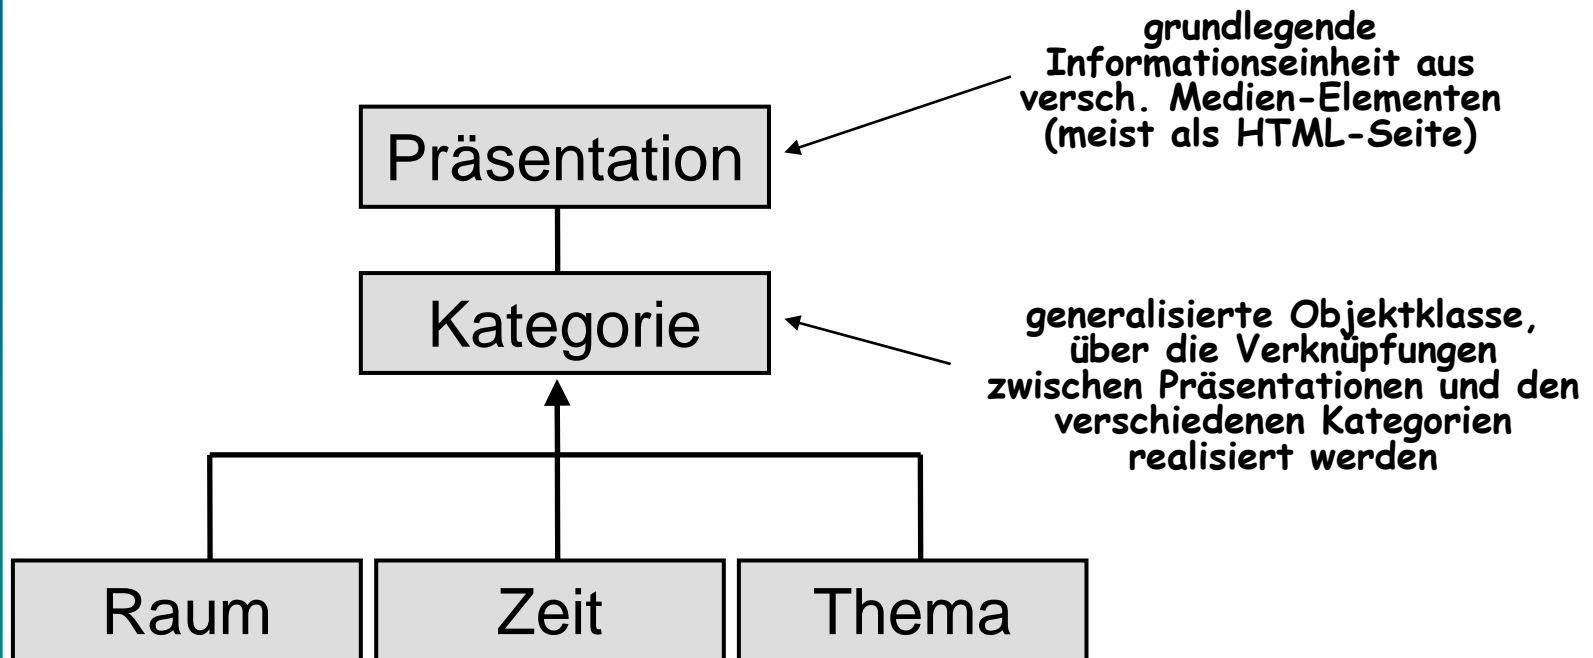 grundlegende
Informationseinheit aus
versch. Medien-Elementen
(meist als HTML-Seite)
Präsentation
Kategorie
generalisierte Objektklasse,
über die Verknüpfungen
zwischen Präsentationen und den
verschiedenen Kategorien
realisiert werden
Raum
Zeit
Thema